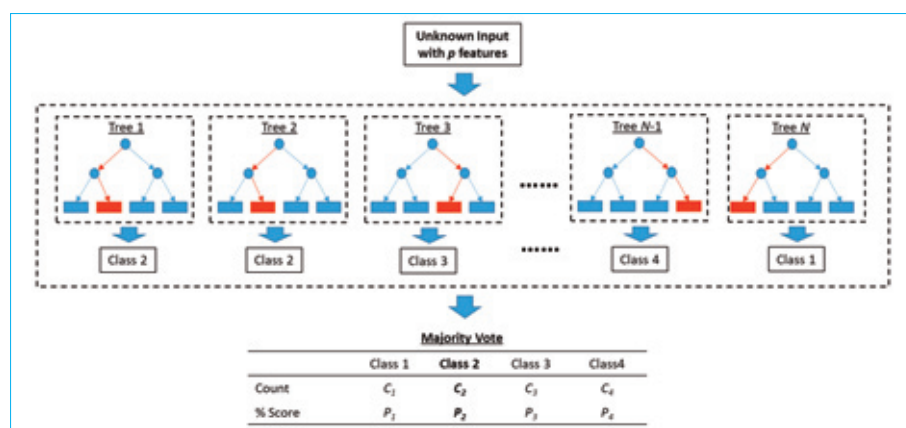 Unknown Input
with p features
Tree 1 Tree 2 Tree 3 Tree N-1 Tree N
......
Class 2 Class 2 Class 3 ...... Class 4 Class 1
Majority Vote
Class 1 Class 2 Class 3 Class4
Count C₁ C₂ C₃ C₄
% Score P₁ P₂ P₃ P₄